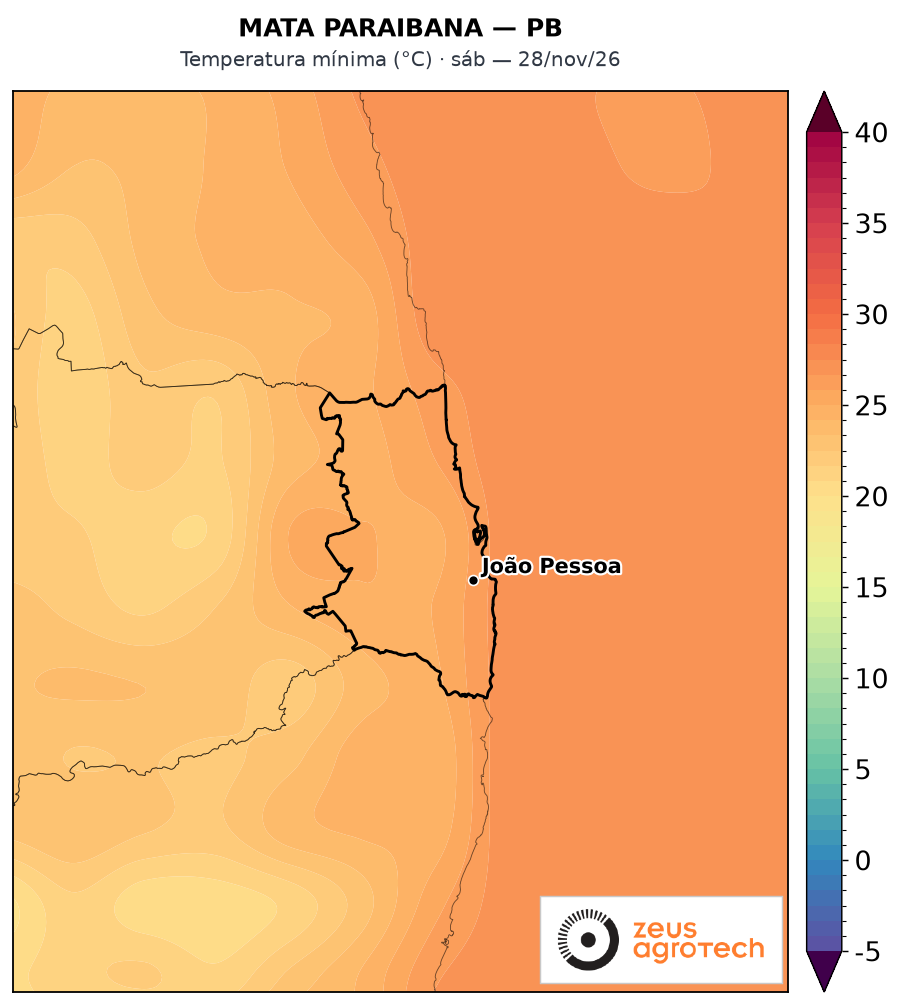 MATA PARAIBANA — PB
Temperatura mínima (°C) · sáb — 28/nov/26
40
35
30
25
20
15
10
5
0
-5
João Pessoa
zeus
agrotech